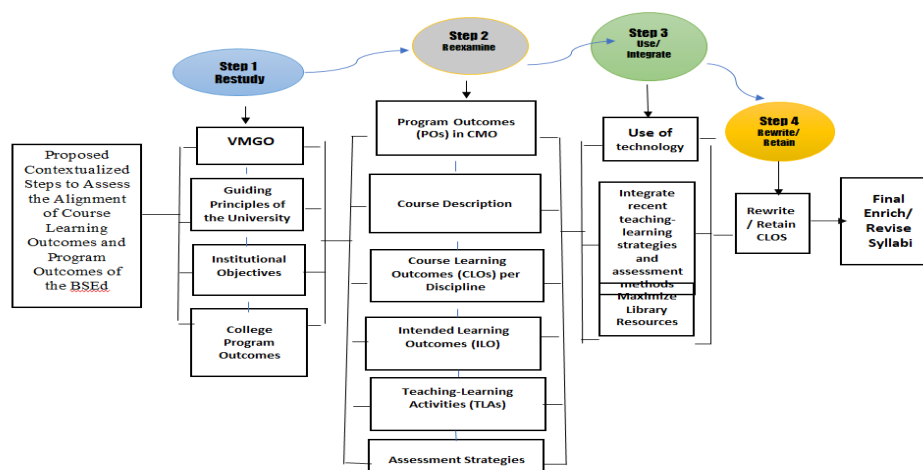 Step 1
Restudy
Step 2
Reexamine
Step 3
Use/
Integrate
Step 4
Rewrite/
Retain
Proposed
Contextualized
Steps to Assess
the Alignment of
Course Learning
Outcomes and
Program
Outcomes of
the BSEd
VMGO
Guiding
Principles of
the University
Institutional
Objectives
College
Program
Outcomes
Program Outcomes
(POs) in CMO
Course Description
Course Learning
Outcomes (CLOs) per
Discipline
Intended Learning
Outcomes (ILO)
Teaching-Learning
Activities (TLAs)
Assessment Strategies
Use of
technology
Integrate
recent
teaching-
learning
strategies
and
assessment
methods
Maximize
Library
Resources
Rewrite
/ Retain
CLOS
Final
Enrich/
Revise
Syllabi